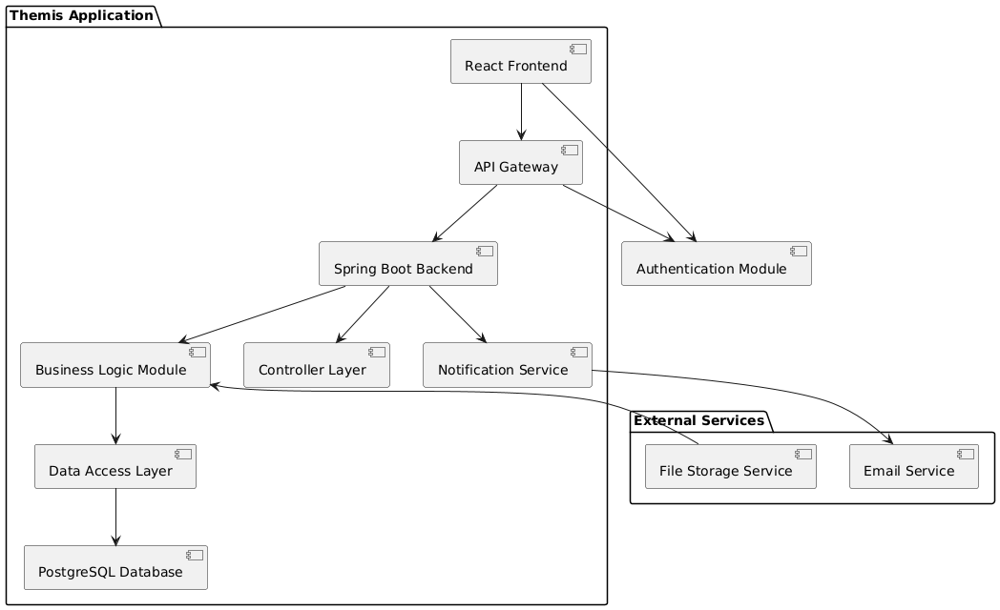 Themis Application
React Frontend
API Gateway
Spring Boot Backend
Authentication Module
Business Logic Module
Controller Layer
Notification Service
External Services
Data Access Layer
File Storage Service
Email Service
PostgreSQL Database